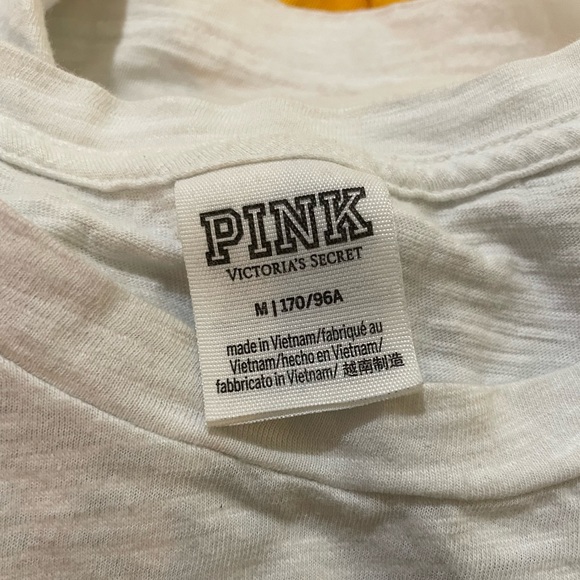 PINK
VICTORIA'S SECRET
M | 170/96A
made in Vietnam/fabriqué au
Vietnam/hecho en Vietnam/
fabbricato in Vietnam/ 越南制造